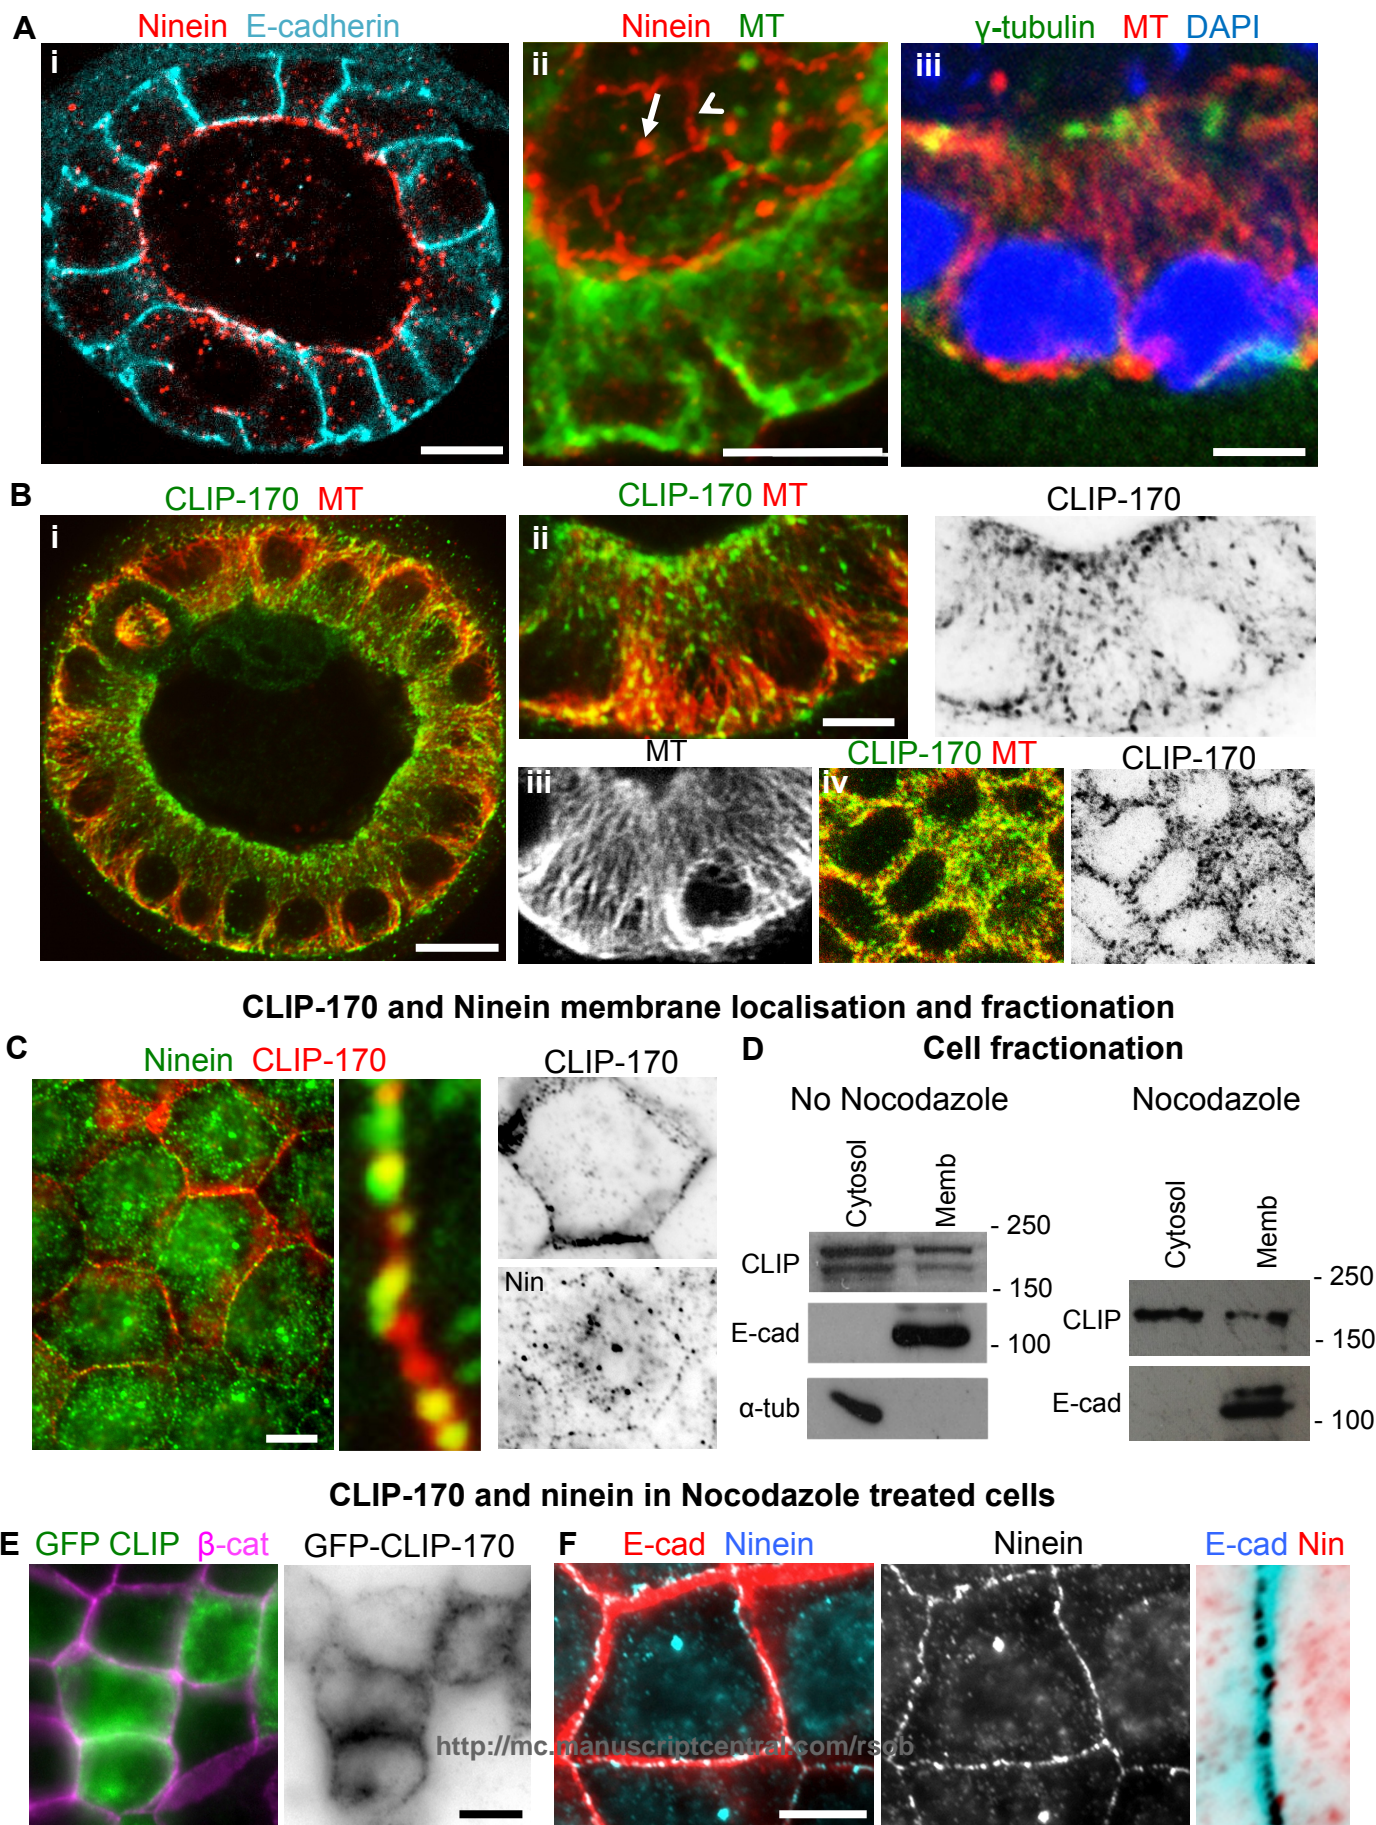 A
Ninein E-cadherin
Ninein MT
γ-tubulin MT DAPI
i
ii
iii
B
CLIP-170 MT
CLIP-170 MT
CLIP-170
i
ii
MT
CLIP-170 MT
CLIP-170
iii
iv
CLIP-170 and Ninein membrane localisation and fractionation
C
Ninein CLIP-170
CLIP-170
Nin
D
Cell fractionation
No Nocodazole
Nocodazole
Cytosol
Memb
Cytosol
Memb
- 250
CLIP
- 150
E-cad
- 100
α-tub
- 250
CLIP
- 150
E-cad
- 100
CLIP-170 and ninein in Nocodazole treated cells
E
GFP CLIP β-cat
GFP-CLIP-170
F
E-cad Ninein
Ninein
E-cad Nin
http://mc.manuscriptcentral.com/rsob